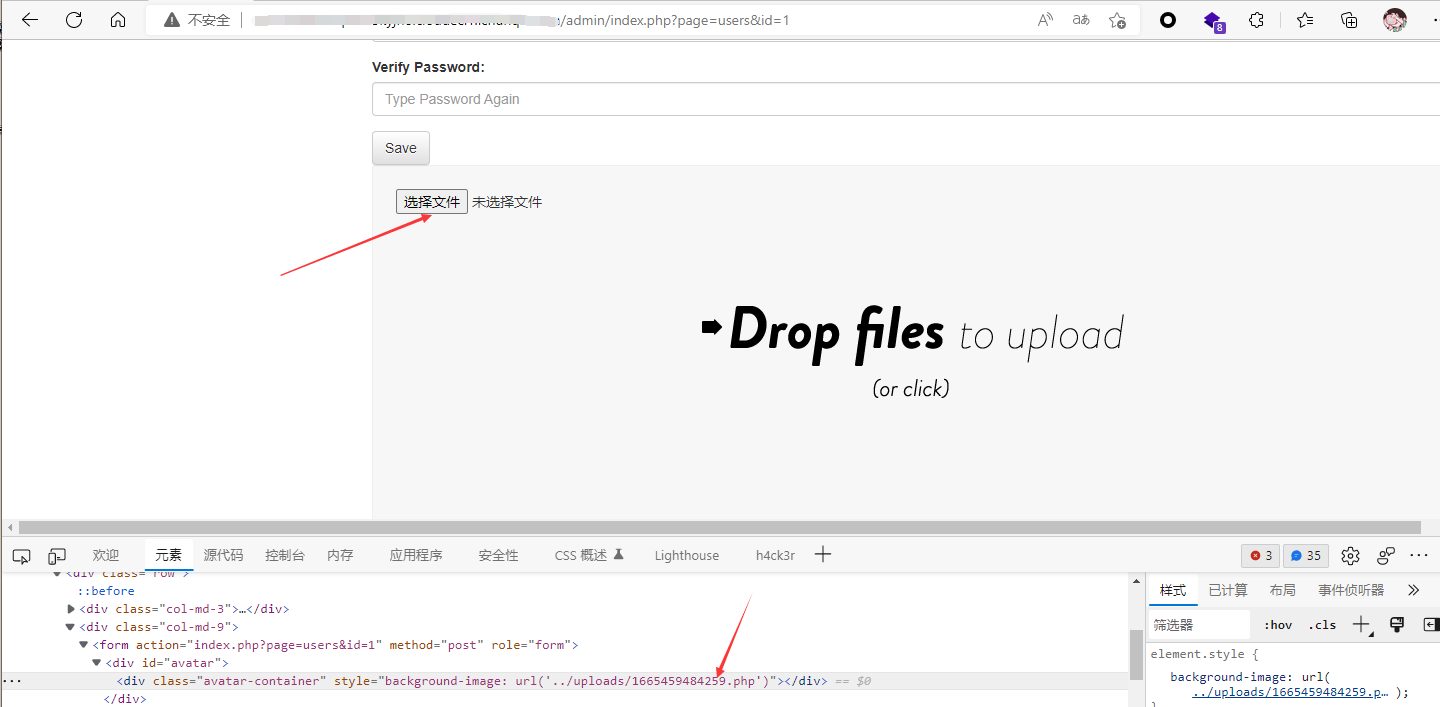 不安全
/admin/index.php?page=users&id=1
8
Verify Password:
Type Password Again
Save
选择文件 未选择文件
Drop files to upload
(or click)
欢迎 元素 源代码 控制台 内存 应用程序 安全性 CSS 概述 Lighthouse h4ck3r
3 35
<div class="row">
::before
<div class="col-md-3">…</div>
<div class="col-md-9">
<form action="index.php?page=users&id=1" method="post" role="form">
<div id="avatar">
<div class="avatar-container" style="background-image: url('../uploads/1665459484259.php')"></div> == $0
</div>
样式 已计算 布局 事件侦听器
筛选器 :hov .cls
element.style {
background-image: url(
../uploads/1665459484259.p… );